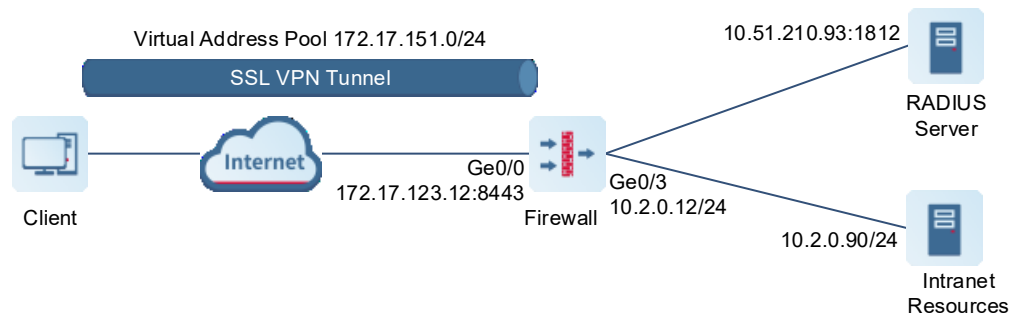 Virtual Address Pool 172.17.151.0/24
SSL VPN Tunnel
10.51.210.93:1812
RADIUS
Server
Internet
Ge0/0
172.17.123.12:8443
Client
Firewall
Ge0/3
10.2.0.12/24
10.2.0.90/24
Intranet
Resources